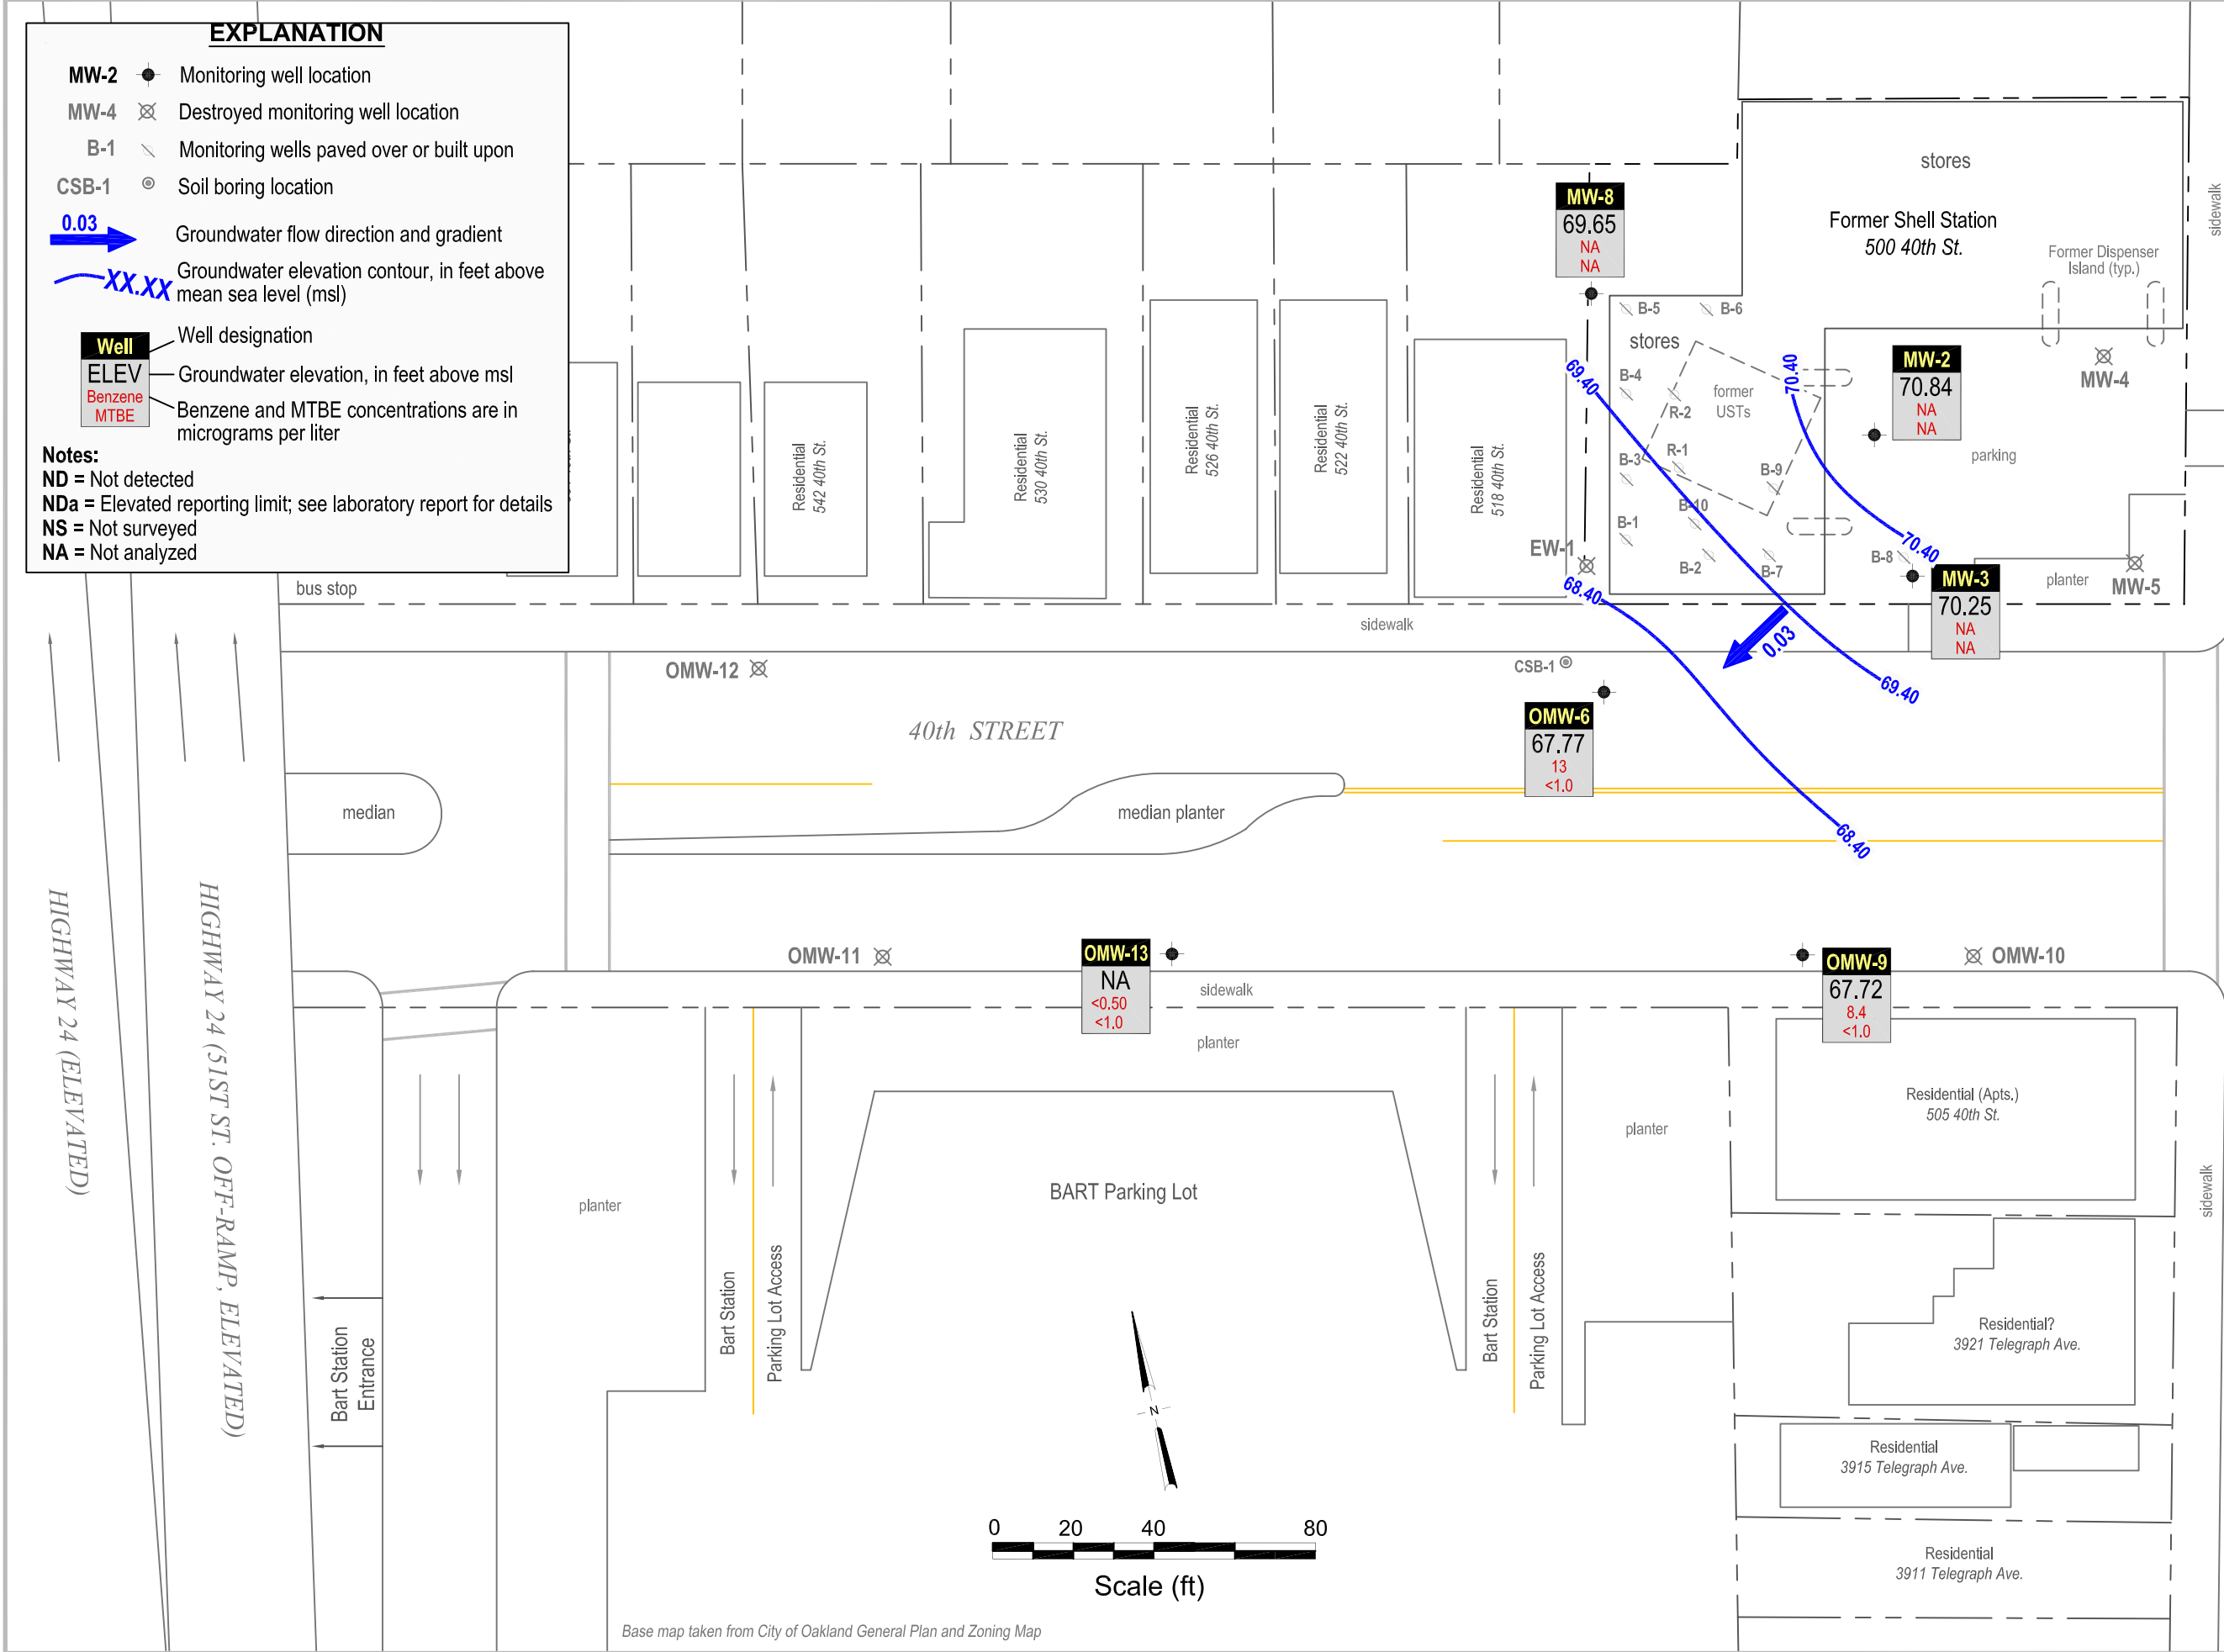 EXPLANATION
MW-2 Monitoring well location
MW-4 Destroyed monitoring well location
B-1 Monitoring wells paved over or built upon
CSB-1 Soil boring location
0.03 Groundwater flow direction and gradient
XX.XX Groundwater elevation contour, in feet above
mean sea level (msl)
Well Well designation
ELEV Groundwater elevation, in feet above msl
Benzene
MTBE
Benzene and MTBE concentrations are in
micrograms per liter
Notes:
ND = Not detected
NDa = Elevated reporting limit; see laboratory report for details
NS = Not surveyed
NA = Not analyzed
stores
Former Shell Station
500 40th St.
Former Dispenser
Island (typ.)
sidewalk
MW-8
69.65
NA
NA
B-5
B-6
stores
MW-2
70.84
NA
NA
MW-4
69.40
70.40
B-4
R-2
former
USTs
parking
B-3
R-1
B-9
B-10
B-1
B-2
B-7
B-8
70.40
EW-1
68.40
MW-3
70.25
NA
NA
planter
MW-5
Residential
542 40th St.
Residential
530 40th St.
Residential
526 40th St.
Residential
522 40th St.
Residential
518 40th St.
bus stop
sidewalk
0.03
69.40
OMW-12
CSB-1
OMW-6
67.77
13
<1.0
40th STREET
median
median planter
68.40
HIGHWAY 24 (ELEVATED)
HIGHWAY 24 (51ST ST. OFF-RAMP, ELEVATED)
OMW-11
OMW-13
NA
<0.50
<1.0
sidewalk
planter
OMW-9
67.72
8.4
<1.0
OMW-10
Residential (Apts.)
505 40th St.
planter
sidewalk
BART Parking Lot
planter
Bart Station
Parking Lot Access
Bart Station
Parking Lot Access
Bart Station
Entrance
Residential?
3921 Telegraph Ave.
N
Residential
3915 Telegraph Ave.
0 20 40 80
Scale (ft)
Residential
3911 Telegraph Ave.
Base map taken from City of Oakland General Plan and Zoning Map